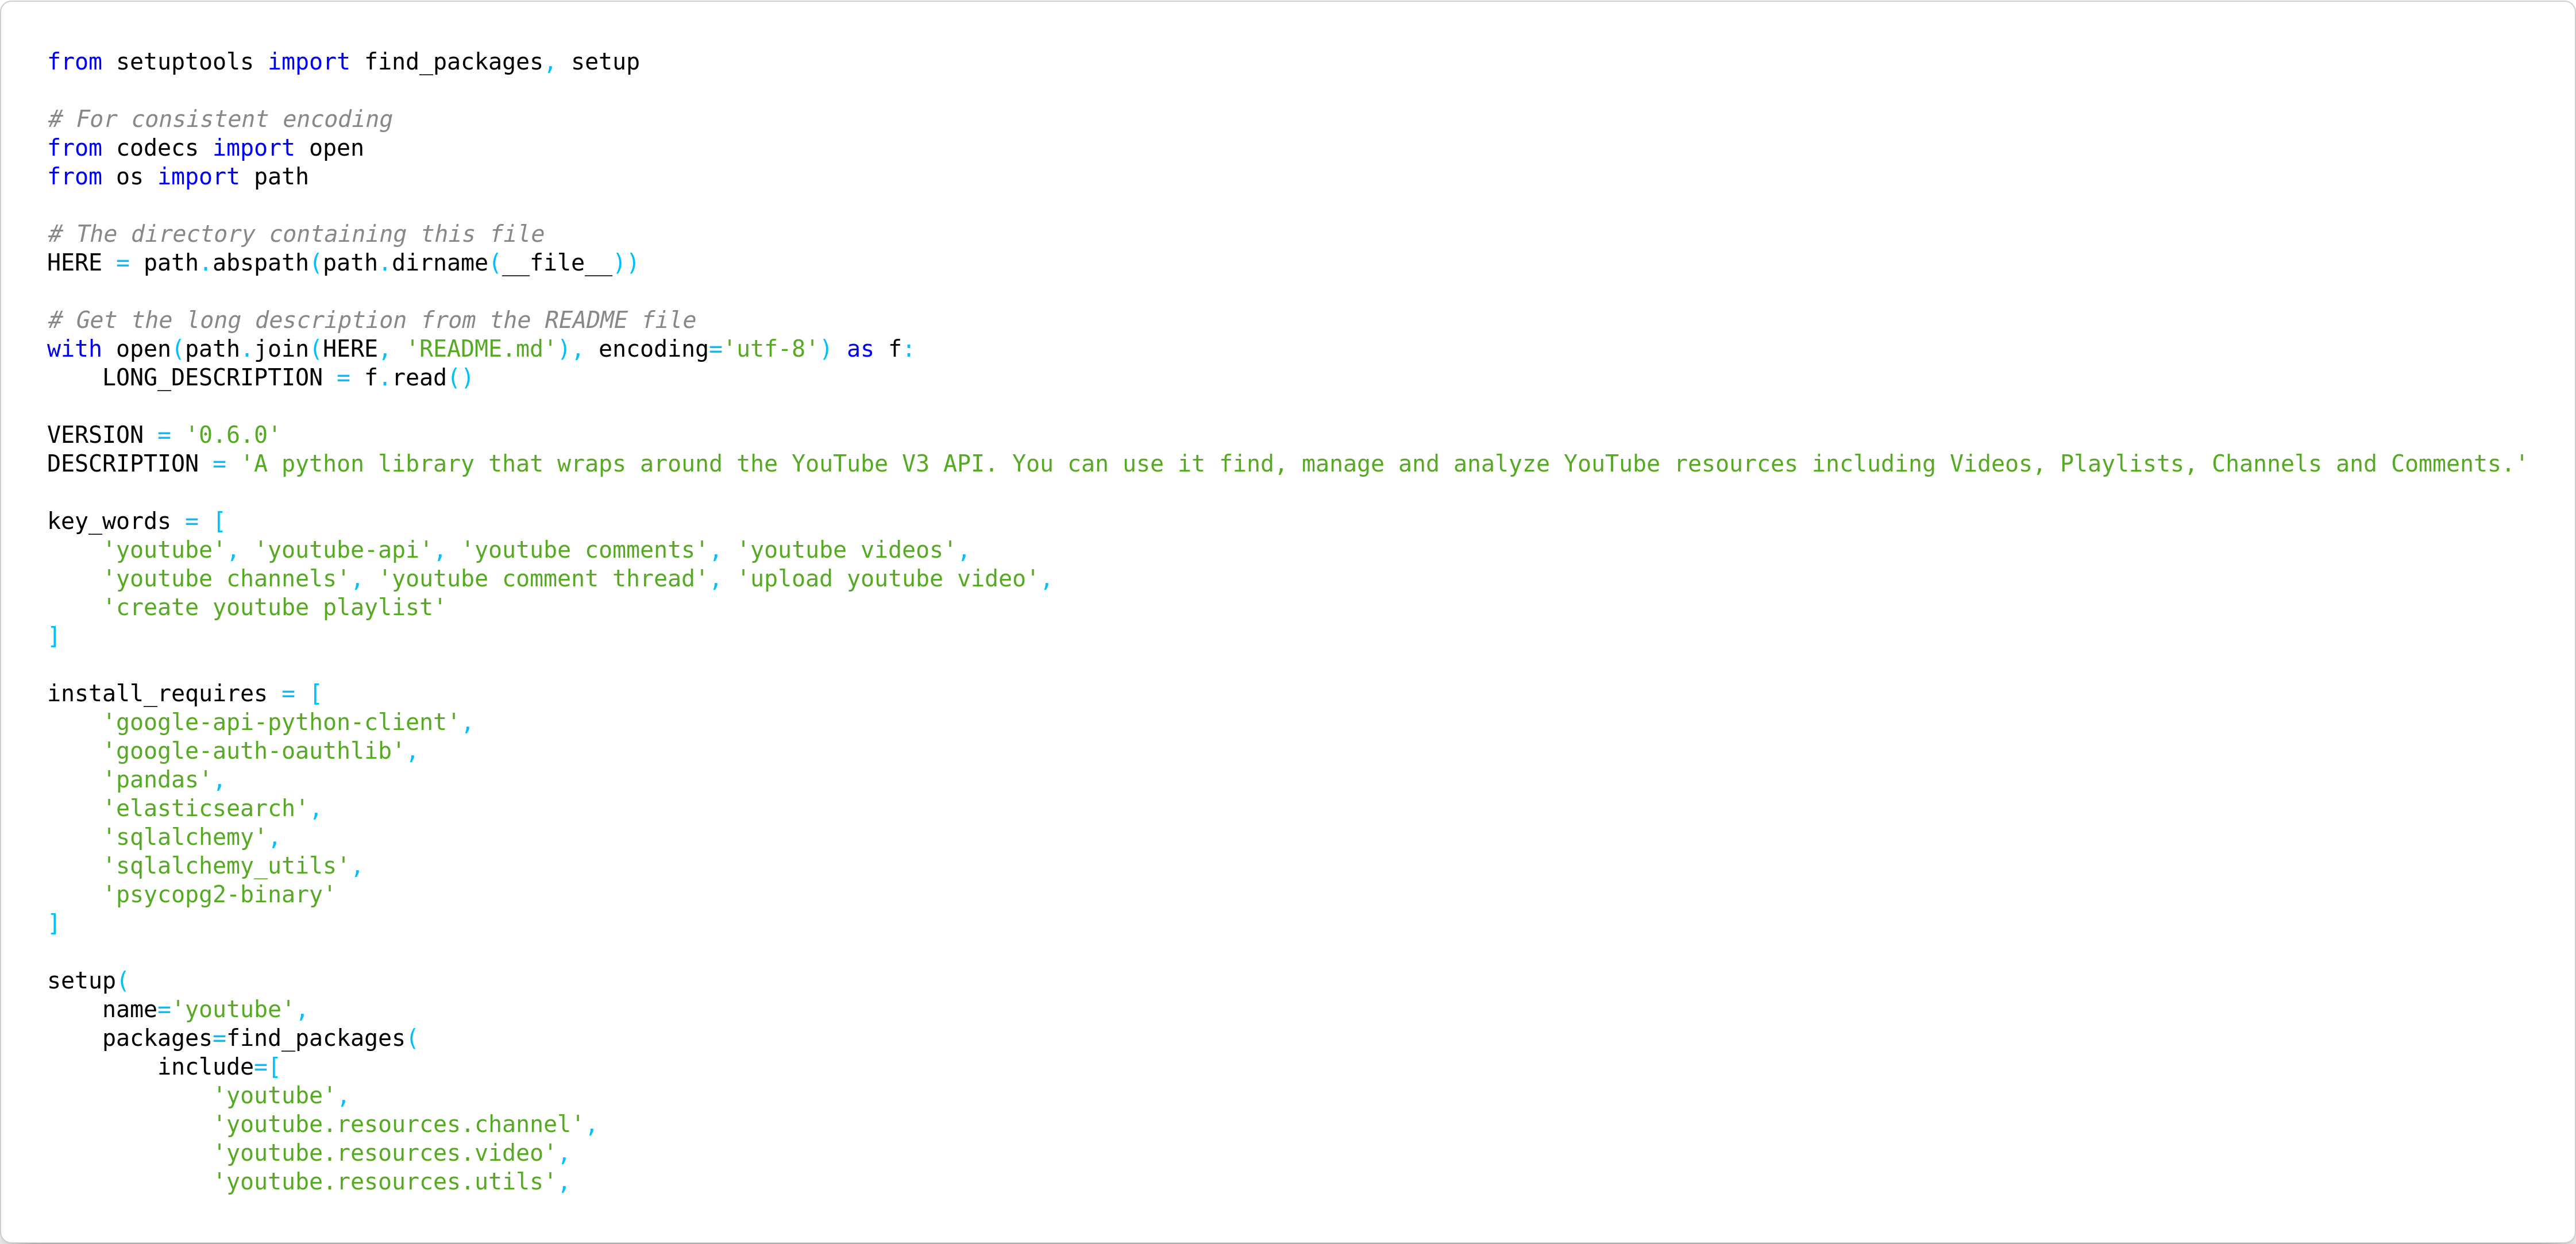 from setuptools import find_packages, setup

# For consistent encoding
from codecs import open
from os import path

# The directory containing this file
HERE = path.abspath(path.dirname(__file__))

# Get the long description from the README file
with open(path.join(HERE, 'README.md'), encoding='utf-8') as f:
    LONG_DESCRIPTION = f.read()

VERSION = '0.6.0'
DESCRIPTION = 'A python library that wraps around the YouTube V3 API. You can use it find, manage and analyze YouTube resources including Videos, Playlists, Channels and Comments.'

key_words = [
    'youtube', 'youtube-api', 'youtube comments', 'youtube videos',
    'youtube channels', 'youtube comment thread', 'upload youtube video',
    'create youtube playlist'
]

install_requires = [
    'google-api-python-client',
    'google-auth-oauthlib',
    'pandas',
    'elasticsearch',
    'sqlalchemy',
    'sqlalchemy_utils',
    'psycopg2-binary'
]

setup(
    name='youtube',
    packages=find_packages(
        include=[
            'youtube',
            'youtube.resources.channel',
            'youtube.resources.video',
            'youtube.resources.utils',